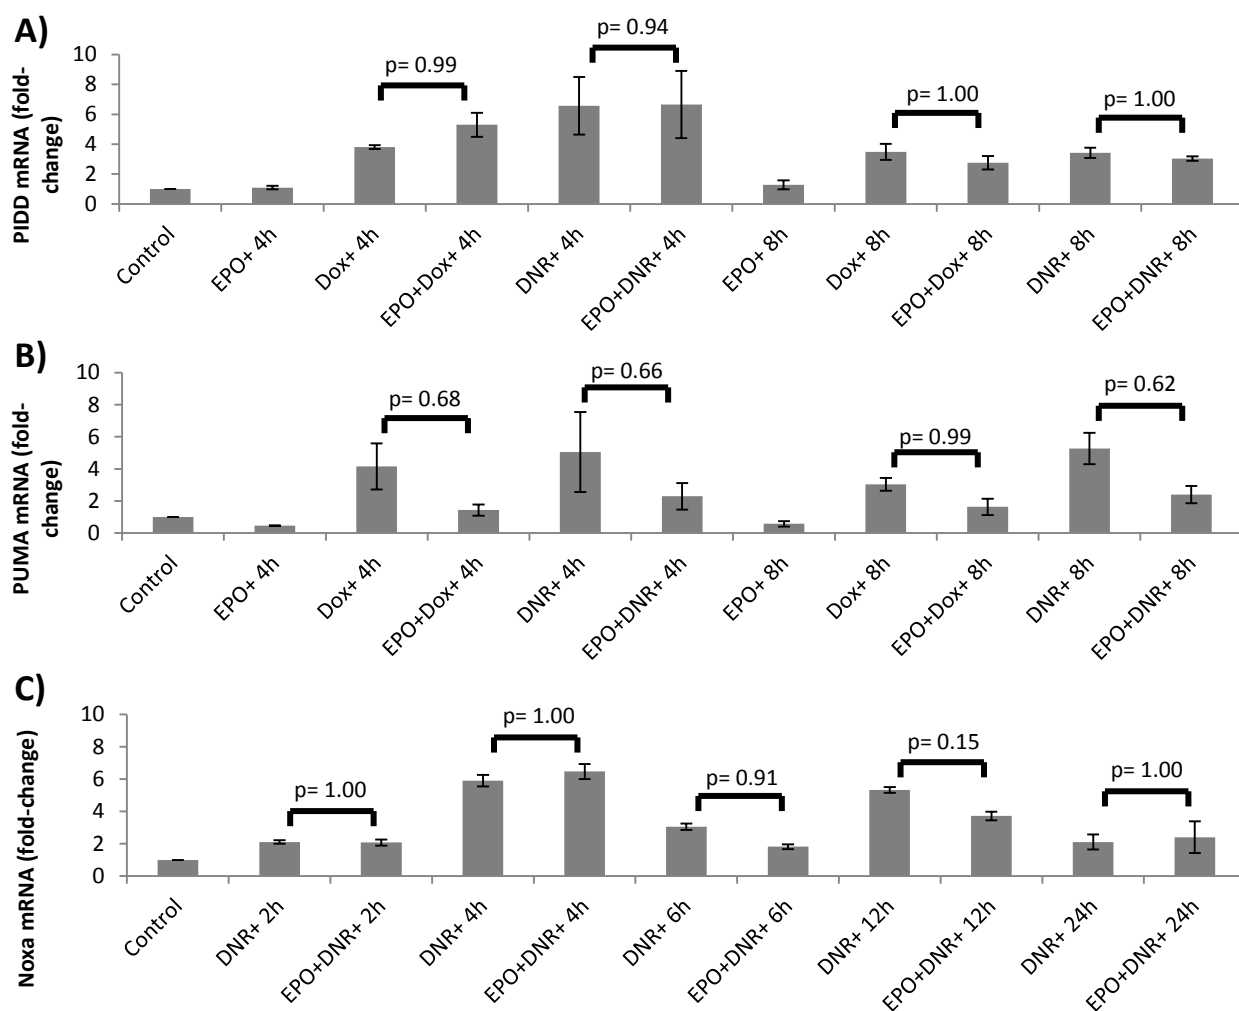 A)
PIDD mRNA (fold-
change)
10
8
6
4
2
0
p= 0.99
p= 0.94
p= 1.00
p= 1.00
Control
EPO+ 4h
Dox+ 4h
EPO+Dox+ 4h
DNR+ 4h
EPO+DNR+ 4h
EPO+ 8h
Dox+ 8h
EPO+Dox+ 8h
DNR+ 8h
EPO+DNR+ 8h
B)
PUMA mRNA (fold-
change)
10
8
6
4
2
0
p= 0.68
p= 0.66
p= 0.99
p= 0.62
Control
EPO+ 4h
Dox+ 4h
EPO+Dox+ 4h
DNR+ 4h
EPO+DNR+ 4h
EPO+ 8h
Dox+ 8h
EPO+Dox+ 8h
DNR+ 8h
EPO+DNR+ 8h
C)
Noxa mRNA (fold-change)
10
8
6
4
2
0
p= 1.00
p= 1.00
p= 0.91
p= 0.15
p= 1.00
Control
DNR+ 2h
EPO+DNR+ 2h
DNR+ 4h
EPO+DNR+ 4h
DNR+ 6h
EPO+DNR+ 6h
DNR+ 12h
EPO+DNR+ 12h
DNR+ 24h
EPO+DNR+ 24h